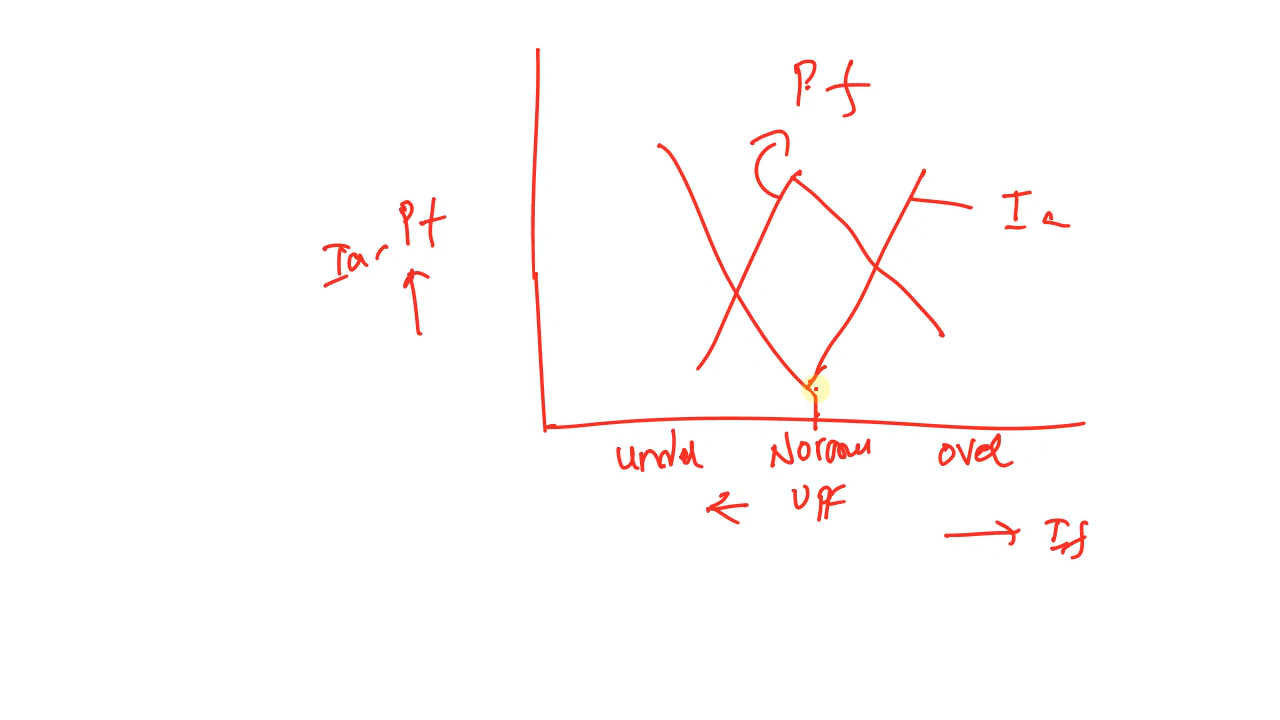 P.f
Pf
Ia
Ia
under Normal over
UPF
If